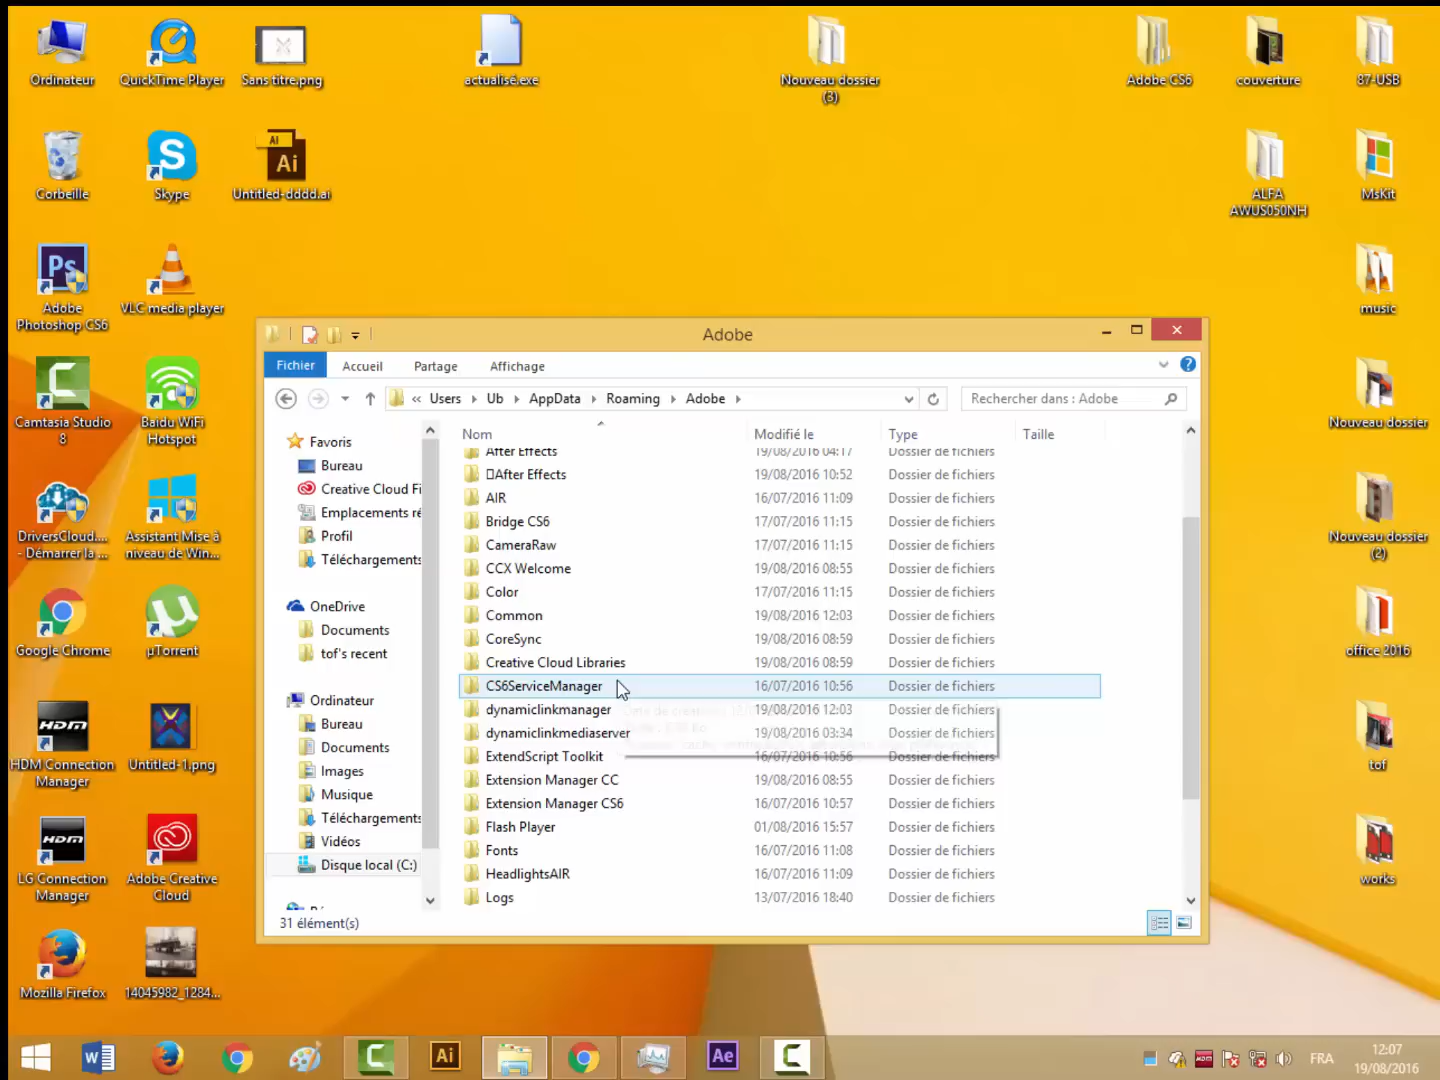 Ordinateur
QuickTime Player
Sans titre.png
actualisé.exe
Nouveau dossier
(3)
Adobe CS6
couverture
87-USB
Corbeille
Skype
Ai
Ai
Untitled-dddd.ai
ALFA
AWUS050NH
MsKit
Ps
Adobe
Photoshop CS6
VLC media player
music
Camtasia Studio
8
Baidu WiFi
Hotspot
Nouveau dossier
DriversCloud....
- Démarrer la ...
Assistant Mise à
niveau de Win...
Nouveau dossier
(2)
Google Chrome
µTorrent
office 2016
HDM
HDM Connection
Manager
Untitled-1.png
tof
HDM
LG Connection
Manager
Adobe Creative
Cloud
works
Mozilla Firefox
14045982_1284...
Adobe
Fichier
Accueil
Partage
Affichage
« Users
Ub
AppData
Roaming
Adobe
Rechercher dans : Adobe
Favoris
Bureau
Creative Cloud Fi
Emplacements ré
Profil
Téléchargements
OneDrive
Documents
tof's recent
Ordinateur
Bureau
Documents
Images
Musique
Téléchargements
Vidéos
Disque local (C:)
Nom Modifié le Type Taille
After Effects 19/08/2016 04:17 Dossier de fichiers
After Effects 19/08/2016 10:52 Dossier de fichiers
AIR 16/07/2016 11:09 Dossier de fichiers
Bridge CS6 17/07/2016 11:15 Dossier de fichiers
CameraRaw 17/07/2016 11:15 Dossier de fichiers
CCX Welcome 19/08/2016 08:55 Dossier de fichiers
Color 17/07/2016 11:15 Dossier de fichiers
Common 19/08/2016 12:03 Dossier de fichiers
CoreSync 19/08/2016 08:59 Dossier de fichiers
Creative Cloud Libraries 19/08/2016 08:59 Dossier de fichiers
CS6ServiceManager 16/07/2016 10:56 Dossier de fichiers
dynamiclinkmanager 19/08/2016 12:03 Dossier de fichiers
dynamiclinkmediaserver 19/08/2016 03:34 Dossier de fichiers
ExtendScript Toolkit 16/07/2016 10:56 Dossier de fichiers
Extension Manager CC 19/08/2016 08:55 Dossier de fichiers
Extension Manager CS6 16/07/2016 10:57 Dossier de fichiers
Flash Player 01/08/2016 15:57 Dossier de fichiers
Fonts 16/07/2016 11:08 Dossier de fichiers
HeadlightsAIR 16/07/2016 11:09 Dossier de fichiers
Logs 13/07/2016 18:40 Dossier de fichiers
31 élément(s)
Ai
Ae
FRA
12:07
19/08/2016